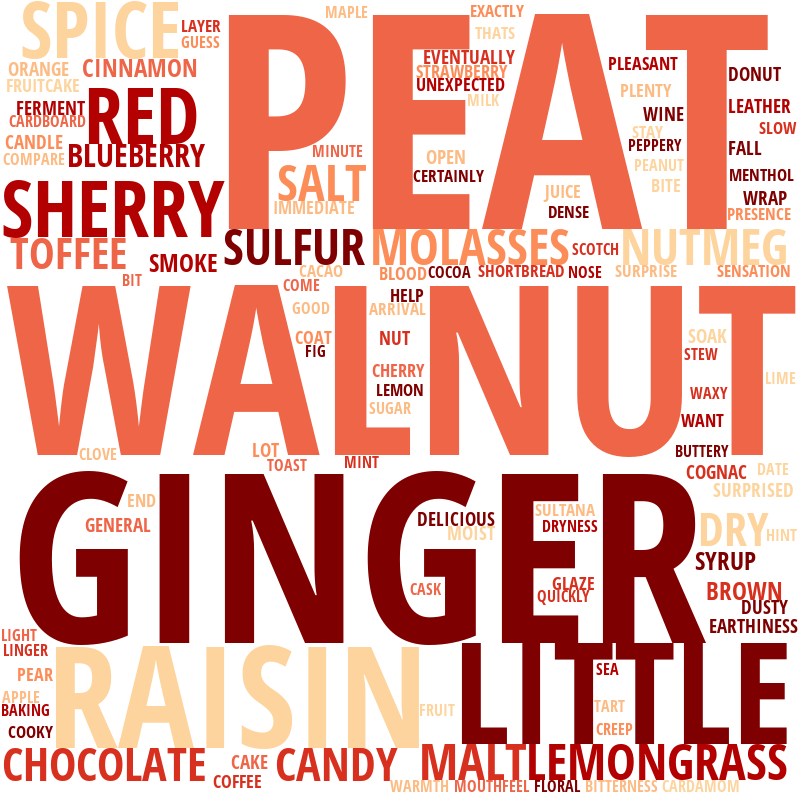 SPICE
LAYER
GUESS
MAPLE
EXACTLY
THATS
PEAT
ORANGE
CINNAMON
FRUITCAKE
FERMENT
RED
CARDBOARD
CANDLE
COMPARE
BLUEBERRY
EVENTUALLY
STRAWBERRY
UNEXPECTED
MILK
PLEASANT
PLENTY
WINE
STAY
PEPPERY
PEANUT
BITE
DONUT
LEATHER
SLOW
FALL
MENTHOL
WRAP
PRESENCE
MINUTE
SALT
IMMEDIATE
OPEN
CERTAINLY
JUICE
DENSE
SHERRY
TOFFEE
SMOKE
BIT
SULFUR
MOLASSES
SCOTCH
NUTMEG
CACAO
BLOOD
COCOA
SHORTBREAD
NOSE
SURPRISE
SENSATION
COME
HELP
GOOD
ARRIVAL
WALNUT
COAT
FIG
NUT
CHERRY
LEMON
SUGAR
SOAK
STEW
LIME
WAXY
WANT
CLOVE
LOT
TOAST
MINT
BUTTERY
COGNAC
DATE
SURPRISED
GINGER
END
GENERAL
DELICIOUS
MOIST
SULTANA
DRYNESS
DRY
HINT
SYRUP
CASK
GLAZE
QUICKLY
BROWN
DUSTY
EARTHINESS
LIGHT
LINGER
PEAR
APPLE
BAKING
COOKY
RAISIN
FRUIT
LITTLE
SEA
TART
CREEP
CHOCOLATE
CAKE
COFFEE
CANDY
MALT
LEMONGRASS
WARMTH
MOUTHFEEL
FLORAL
BITTERNESS
CARDAMOM